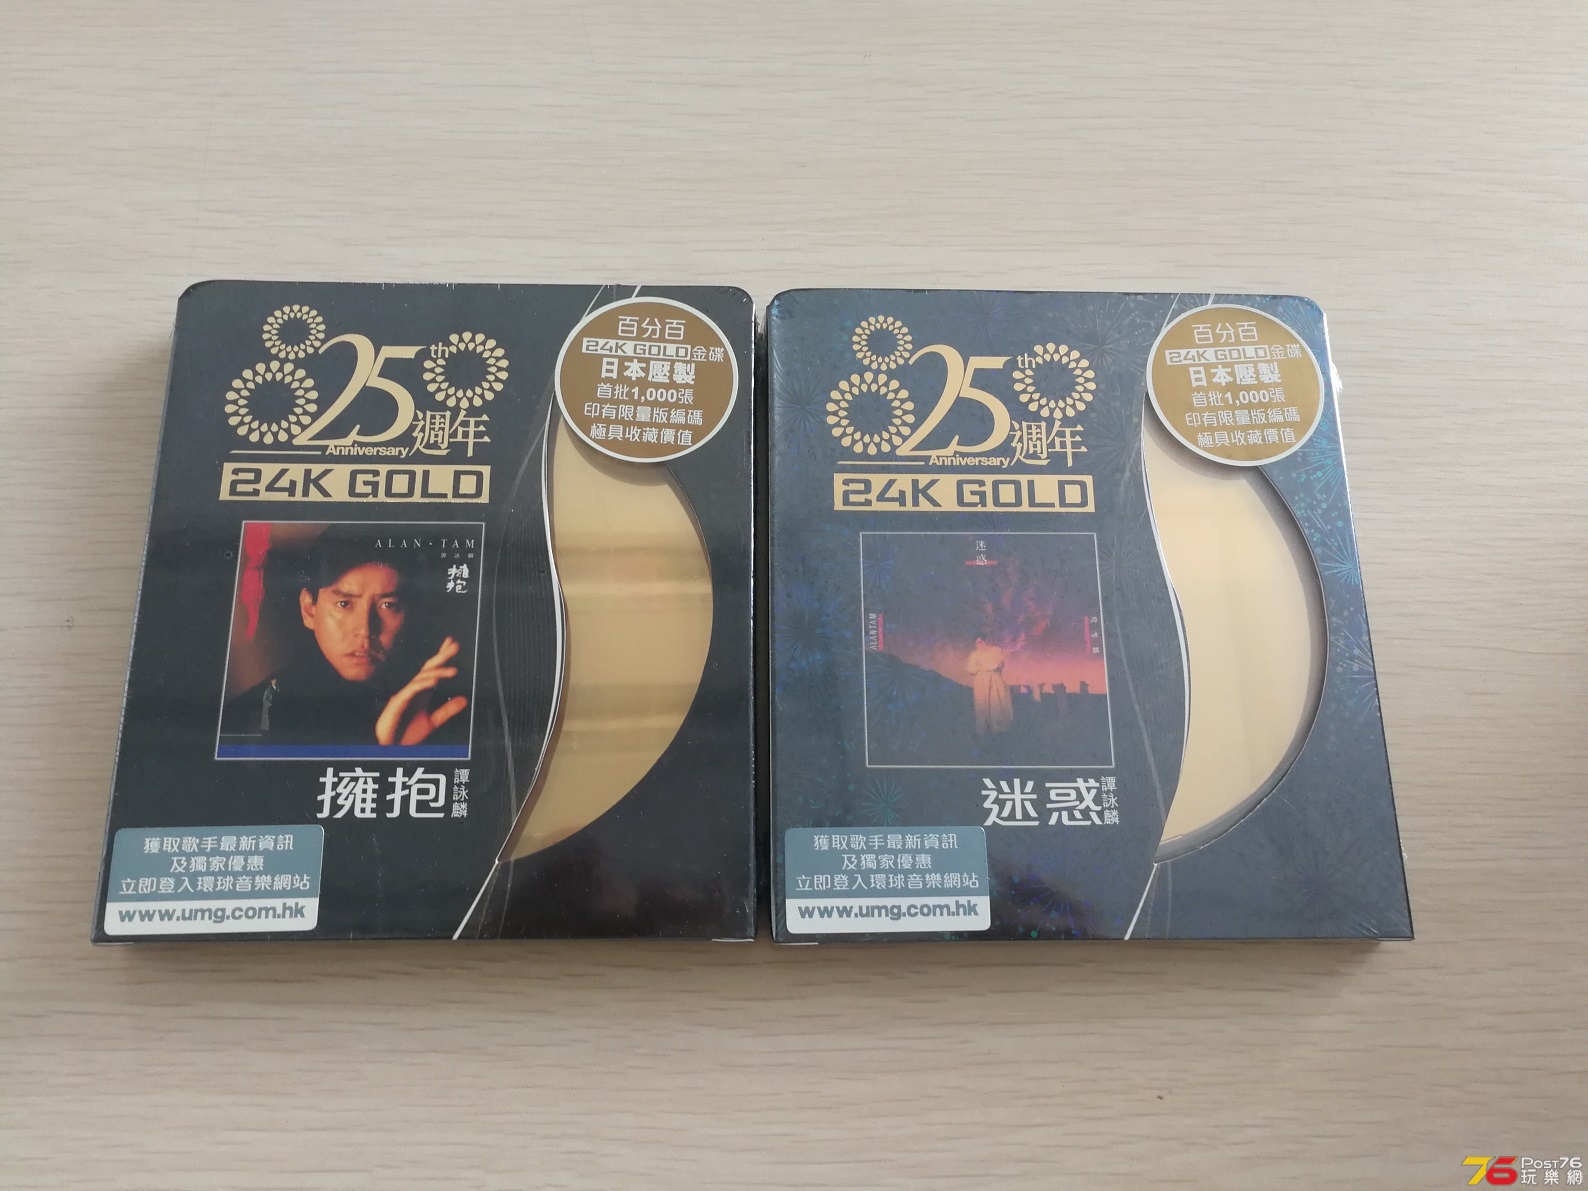 25th
Anniversary 週年
24K GOLD
百分百
24K GOLD金碟
日本壓製
首批1,000張
印有限量版編碼
極具收藏價值
ALAN·TAM
譚詠麟
擁抱
擁抱 譚詠麟
獲取歌手最新資訊
及獨家優惠
立即登入環球音樂網站
www.umg.com.hk
25th
Anniversary 週年
24K GOLD
百分百
24K GOLD金碟
日本壓製
首批1,000張
印有限量版編碼
極具收藏價值
迷惑
ALAN TAM
譚詠麟
迷惑 譚詠麟
獲取歌手最新資訊
及獨家優惠
立即登入環球音樂網站
www.umg.com.hk
76 POST76
玩樂網